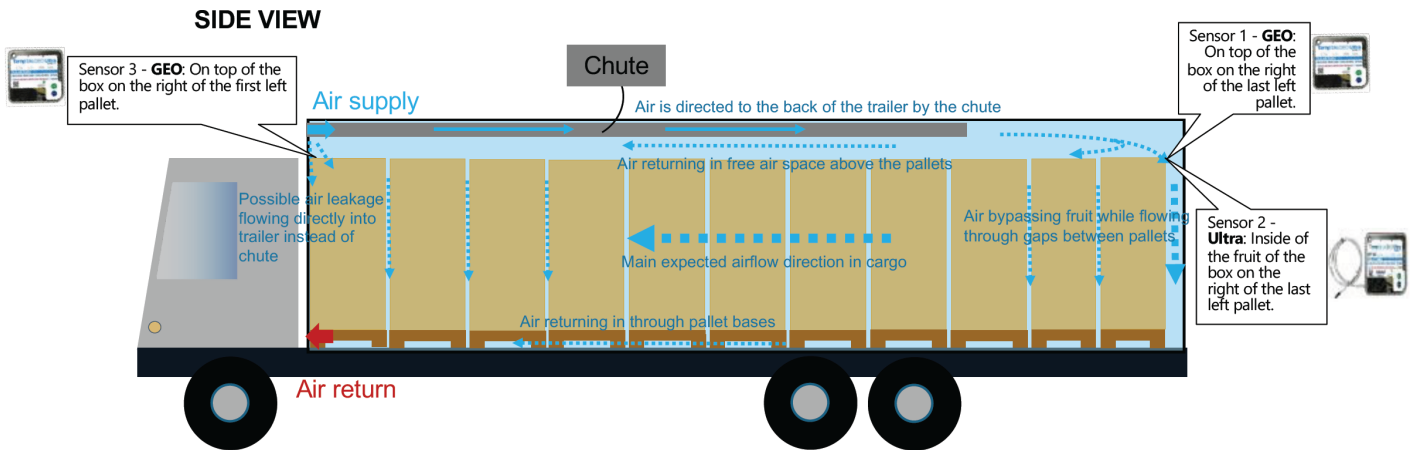 SIDE VIEW
Sensor 3 - GEO: On top of the
box on the right of the first left
pallet.
Chute
Sensor 1 - GEO:
On top of the
box on the right
of the last left
pallet.
Air supply
Air is directed to the back of the trailer by the chute
Air returning in free air space above the pallets
Possible air leakage
flowing directly into
trailer instead of
chute
Air bypassing fruit while flowing
through gaps between pallets
Sensor 2 -
Ultra: Inside of
the fruit of the
box on the
right of the last
left pallet.
Main expected airflow direction in cargo
Air returning in through pallet bases
Air return